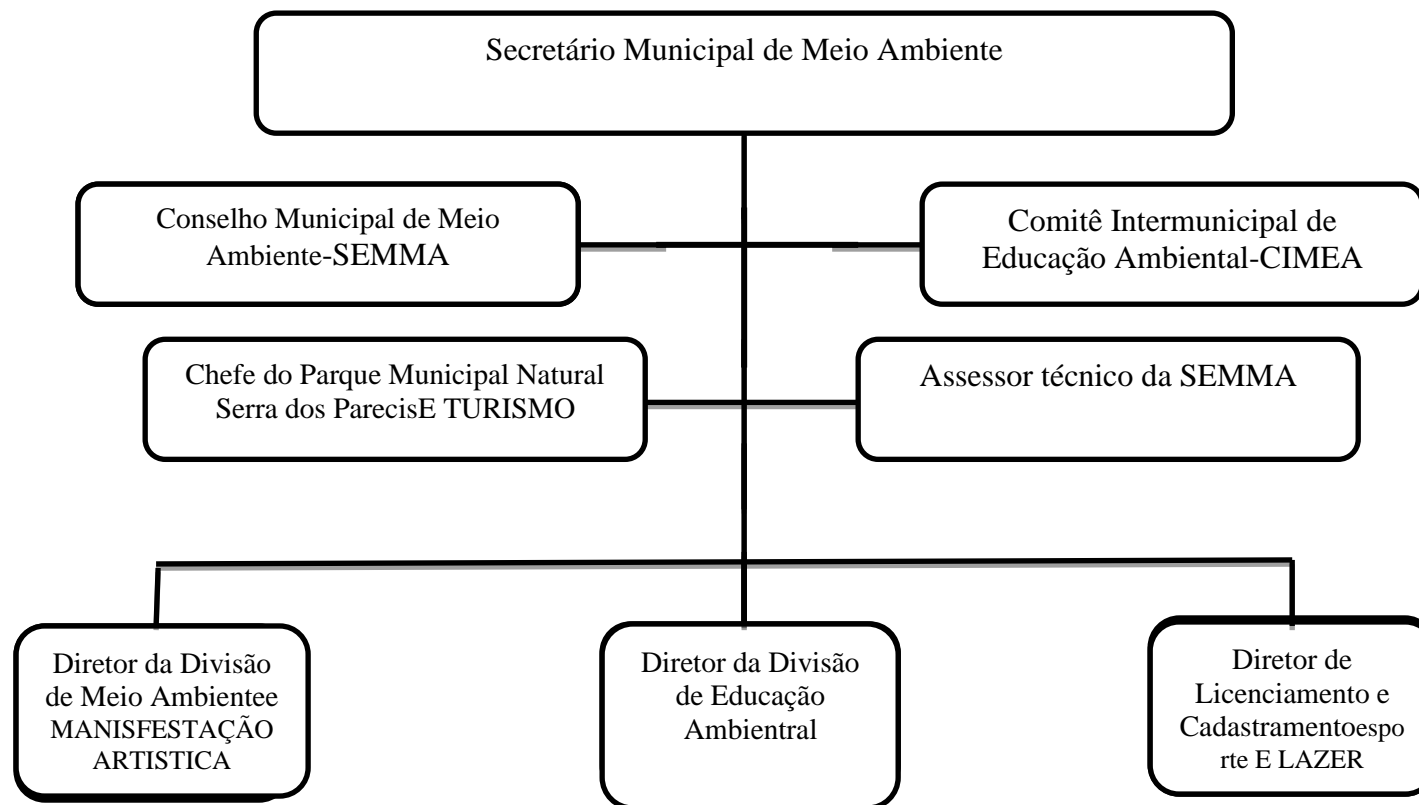 Secretário Municipal de Meio Ambiente
Conselho Municipal de Meio
Ambiente-SEMMA
Comitê Intermunicipal de
Educação Ambiental-CIMEA
Chefe do Parque Municipal Natural
Serra dos ParecisE TURISMO
Assessor técnico da SEMMA
Diretor da Divisão
de Meio Ambientee
MANISFESTAÇÃO
ARTISTICA
Diretor da Divisão
de Educação
Ambientral
Diretor de
Licenciamento e
Cadastramentoespo
rte E LAZER